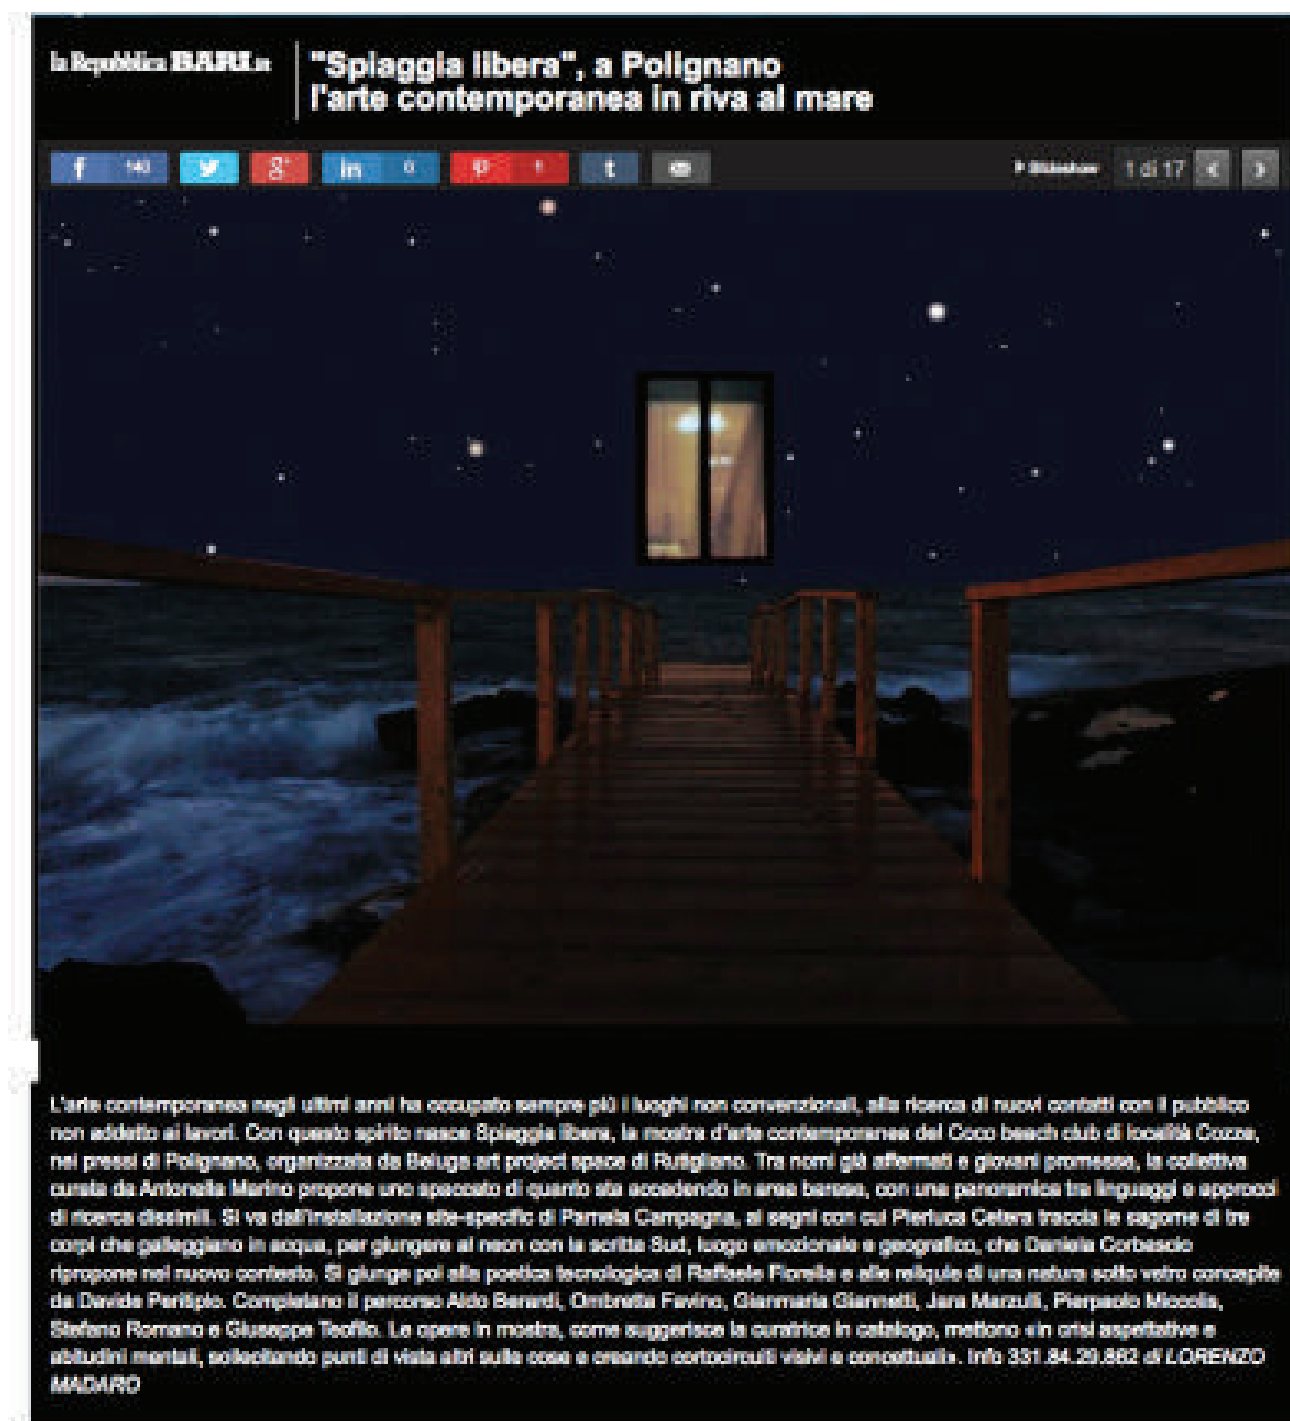 la Repubblica BARI.it
"Spiaggia libera", a Polignano
l'arte contemporanea in riva al mare
f 140 g+ in 0 1 t Slideshow 1 di 17
L'arte contemporanea negli ultimi anni ha occupato sempre più i luoghi non convenzionali, alla ricerca di nuovi contatti con il pubblico
non addetto ai lavori. Con questo spirito nasce Spiaggia libera, la mostra d'arte contemporanea del Coco beach club di località Cozze,
nei pressi di Polignano, organizzata da Beluga art project space di Rutigliano. Tra nomi già affermati e giovani promesse, la collettiva
curata da Antonella Marino propone uno spaccato di quanto sta accadendo in area barese, con una panoramica tra linguaggi e approcci
di ricerca dissimili. Si va dall'installazione site-specific di Pamela Campagna, ai segni con cui Pierluca Cetera traccia le sagome di tre
corpi che galleggiano in acqua, per giungere al neon con la scritta Sud, luogo emozionale e geografico, che Daniela Corbascio
ripropone nel nuovo contesto. Si giunge poi alla poetica tecnologica di Raffaele Fiorella e alle reliquie di una natura sotto vetro concepite
da Davide Peritipio. Completano il percorso Aldo Berardi, Ombretta Favino, Gianmaria Giannetti, Jara Marzulli, Pierpaolo Miccolis,
Stefano Romano e Giuseppe Teofilo. Le opere in mostra, come suggerisce la curatrice in catalogo, mettono «in crisi aspettative e
abitudini mentali, sollecitando punti di vista altri sulle cose e creando cortocircuiti visivi e concettuali». Info 331.84.29.862 di LORENZO
MADARO